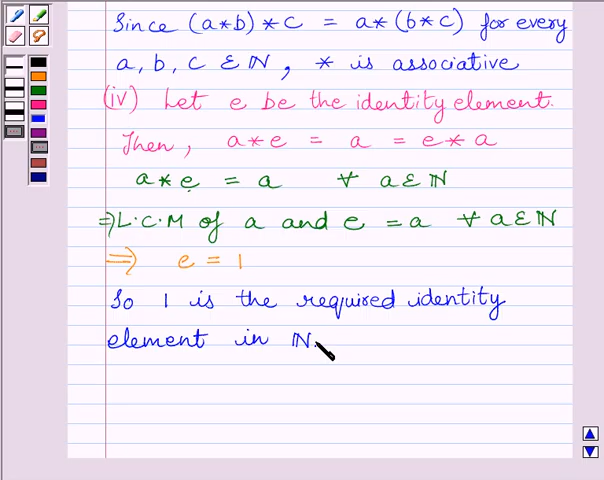 Since (a*b)*c = a*(b*c) for every
a, b, c ∈ ℕ, * is associative
(iv) Let e be the identity element.
Then, a*e = a = e*a
a*e = a ∀ a∈ℕ
⇒ L.C.M of a and e = a ∀ a∈ℕ
⇒ e = 1
So 1 is the required identity
element in ℕ.